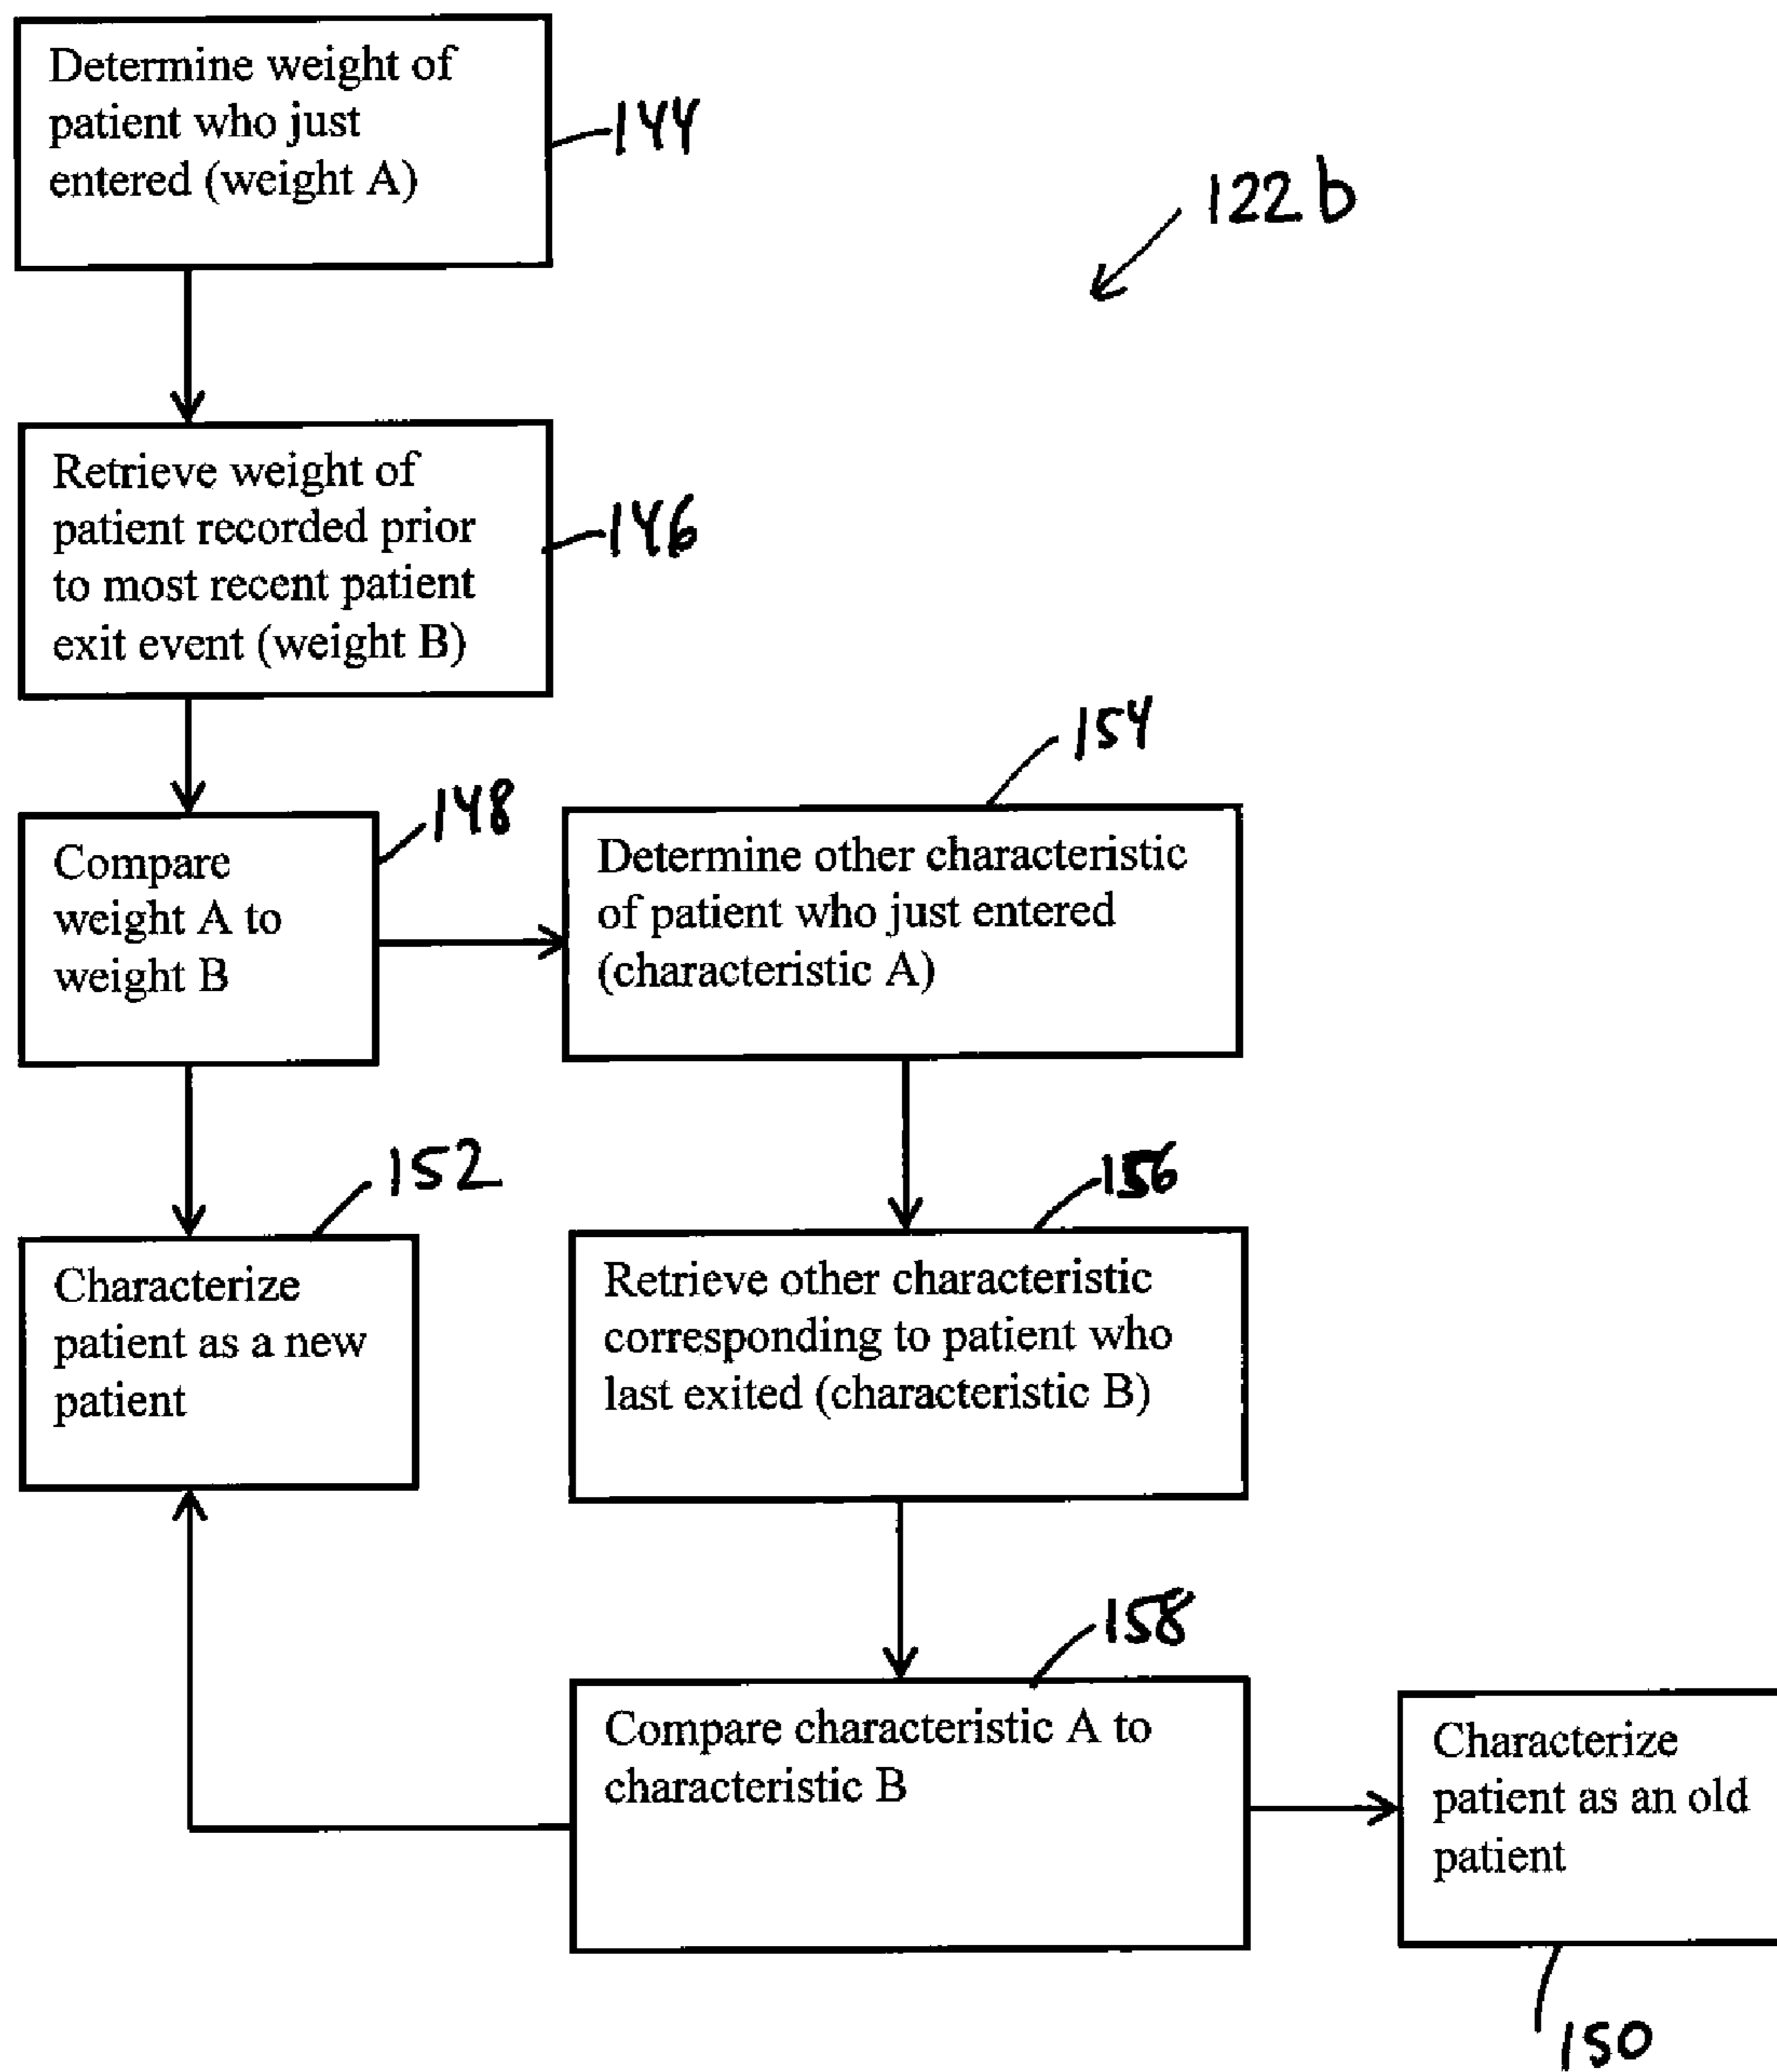 Determine weight of
patient who just
entered (weight A)
144
122b
Retrieve weight of
patient recorded prior
to most recent patient
exit event (weight B)
146
Compare
weight A to
weight B
148
154
Determine other characteristic
of patient who just entered
(characteristic A)
152
Characterize
patient as a new
patient
156
Retrieve other characteristic
corresponding to patient who
last exited (characteristic B)
158
Compare characteristic A to
characteristic B
Characterize
patient as an old
patient
150